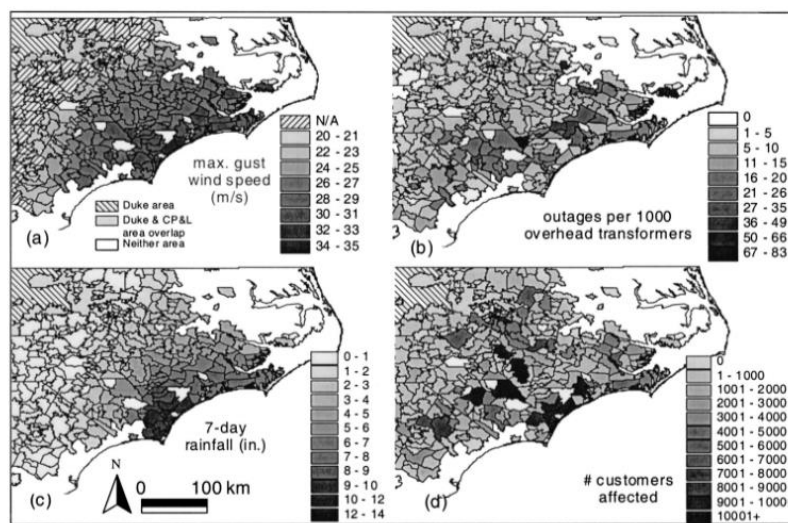 N/A
20 - 21
22 - 23
24 - 25
26 - 27
28 - 29
30 - 31
32 - 33
34 - 35
max. gust
wind speed
(m/s)
Duke area
Duke & CP&L
area overlap
Neither area
(a)
0
1 - 5
5 - 10
11 - 15
16 - 20
21 - 26
27 - 35
36 - 49
50 - 66
67 - 83
outages per 1000
overhead transformers
(b)
0 - 1
1 - 2
2 - 3
3 - 4
4 - 5
5 - 6
6 - 7
7 - 8
8 - 9
9 - 10
10 - 12
12 - 14
7-day
rainfall (in.)
N
0 100 km
(c)
0
1 - 1000
1001 - 2000
2001 - 3000
3001 - 4000
4001 - 5000
5001 - 6000
6001 - 7000
7001 - 8000
8001 - 9000
9001 - 10000
10001+
# customers
affected
(d)